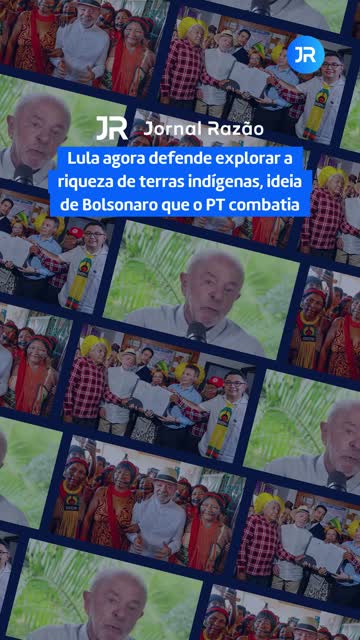 JR
JR Jornal Razão
Lula agora defende explorar a
riqueza de terras indígenas, ideia
de Bolsonaro que o PT combatia